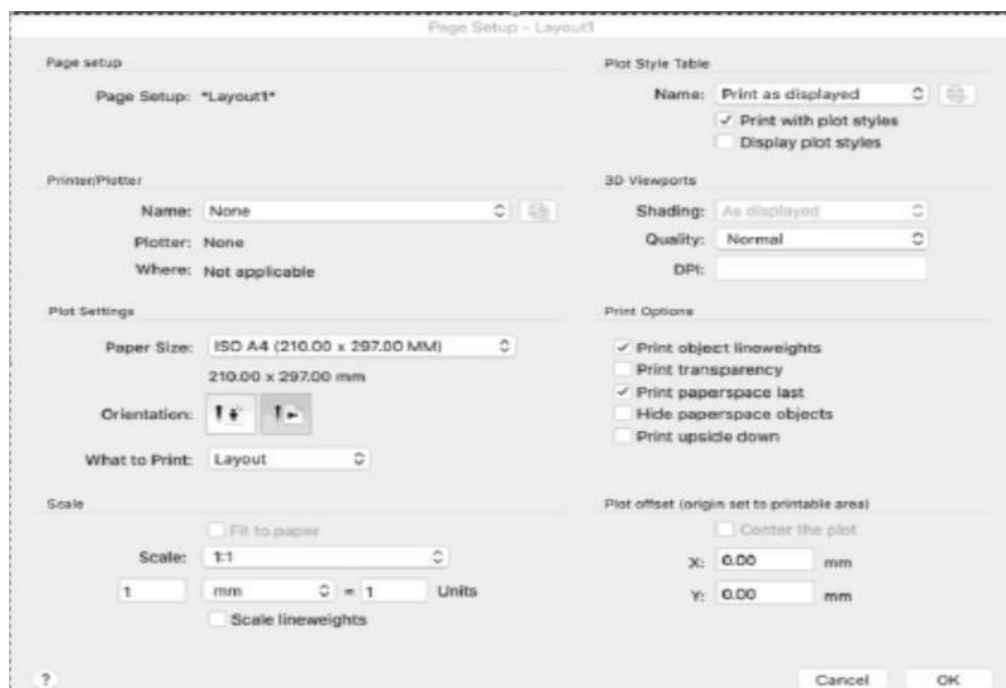 Page Setup - Layout1
Page setup
Page Setup: *Layout1*
Printer/Plotter
Name: None
Plotter: None
Where: Not applicable
Plot Settings
Paper Size: ISO A4 (210.00 x 297.00 MM)
210.00 x 297.00 mm
Orientation:
What to Print: Layout
Scale
Fit to paper
Scale: 1:1
1 mm = 1 Units
Scale lineweights
Plot Style Table
Name: Print as displayed
Print with plot styles
Display plot styles
3D Viewports
Shading: As displayed
Quality: Normal
DPI:
Print Options
Print object lineweights
Print transparency
Print paperspace last
Hide paperspace objects
Print upside down
Plot offset (origin set to printable area)
Center the plot
X: 0.00 mm
Y: 0.00 mm
?
Cancel OK